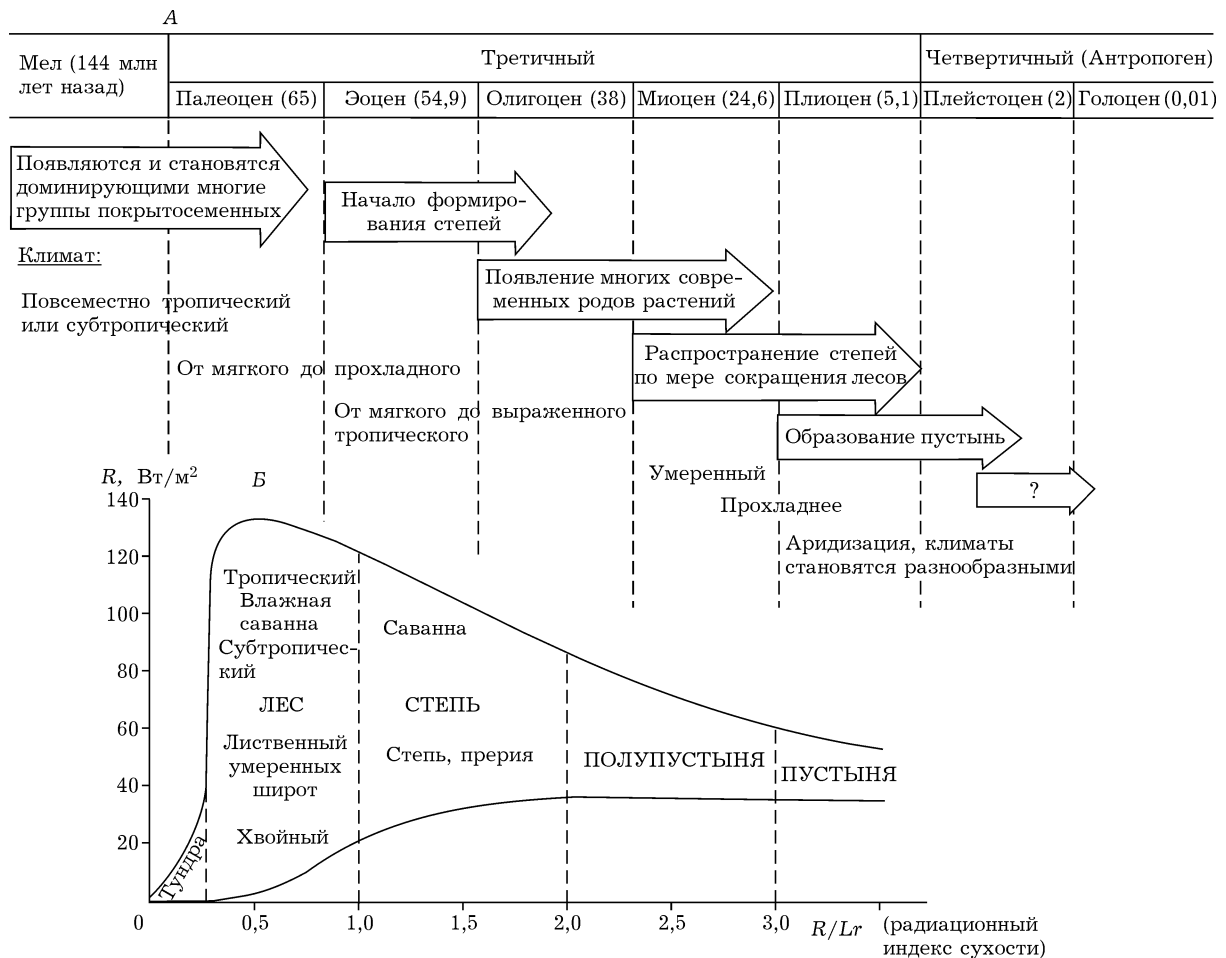 А
Мел (144 млн
лет назад)
Третичный
Четвертичный (Антропоген)
Палеоцен (65)
Эоцен (54,9)
Олигоцен (38)
Миоцен (24,6)
Плиоцен (5,1)
Плейстоцен (2)
Голоцен (0,01)
Появляются и становятся
доминирующими многие
группы покрытосеменных
Начало формиро-
вания степей
Климат:
Появление многих совре-
менных родов растений
Повсеместно тропический
или субтропический
Распространение степей
по мере сокращения лесов
От мягкого до прохладного
От мягкого до выраженного
тропического
Образование пустынь
Умеренный
?
Прохладнее
Аридизация, климаты
становятся разнообразными
R, Вт/м²
Б
140
120
100
80
60
40
20
Тропический
Влажная
саванна
Субтропичес-
кий
ЛЕС
Лиственный
умеренных
широт
Хвойный
Тундра
Саванна
СТЕПЬ
Степь, прерия
ПОЛУПУСТЫНЯ
ПУСТЫНЯ
0
0,5
1,0
1,5
2,0
2,5
3,0
R/Lr
(радиационный
индекс сухости)